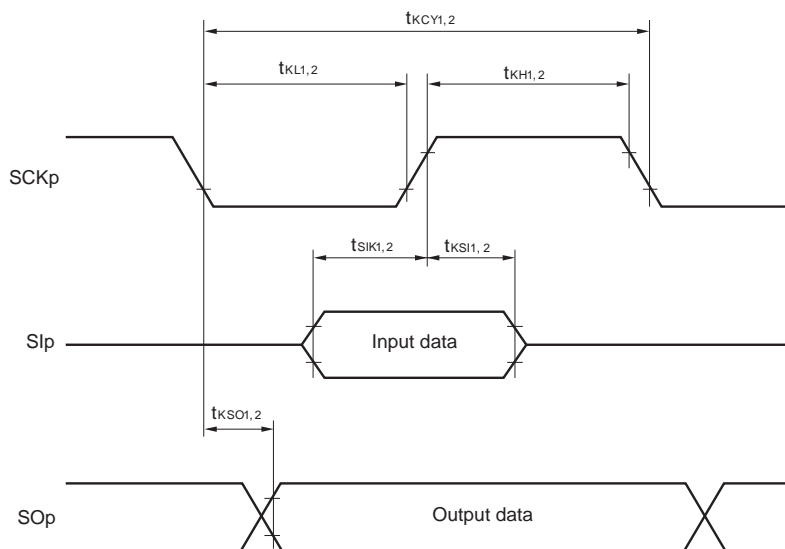 tKCY1, 2
tKL1, 2
tKH1, 2
SCKp
tSIK1, 2
tKSI1, 2
SIp
Input data
tKSO1, 2
SOp
Output data